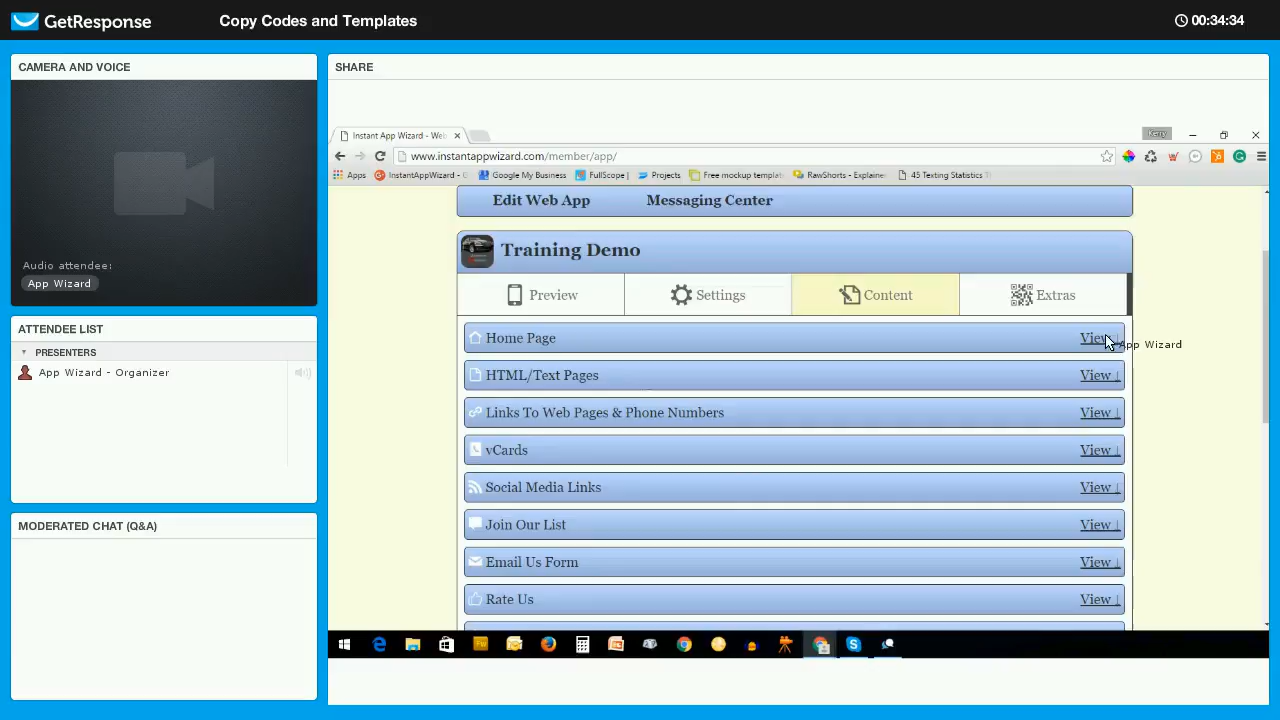 GetResponse
Copy Codes and Templates
00:34:34
CAMERA AND VOICE
Audio attendee:
App Wizard
ATTENDEE LIST
PRESENTERS
App Wizard - Organizer
MODERATED CHAT (Q&A)
SHARE
Instant App Wizard - Web
Kerry
www.instantappwizard.com/member/app/
Apps
InstantAppWizard - G
Google My Business
FullScope |
Projects
Free mockup templat
RawShorts - Explaine
45 Texting Statistics T
Edit Web App
Messaging Center
Training Demo
Preview
Settings
Content
Extras
Home Page
View
App Wizard
HTML/Text Pages
View ↓
Links To Web Pages & Phone Numbers
View ↓
vCards
View ↓
Social Media Links
View ↓
Join Our List
View ↓
Email Us Form
View ↓
Rate Us
View ↓